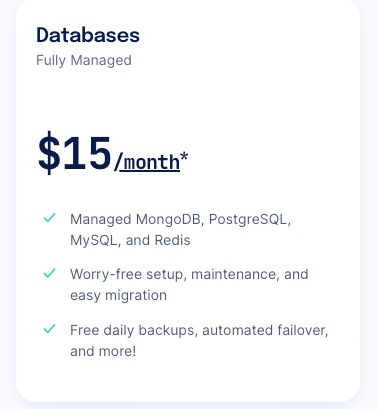 Databases
Fully Managed
$15/month*
Managed MongoDB, PostgreSQL,
MySQL, and Redis
Worry-free setup, maintenance, and
easy migration
Free daily backups, automated failover,
and more!